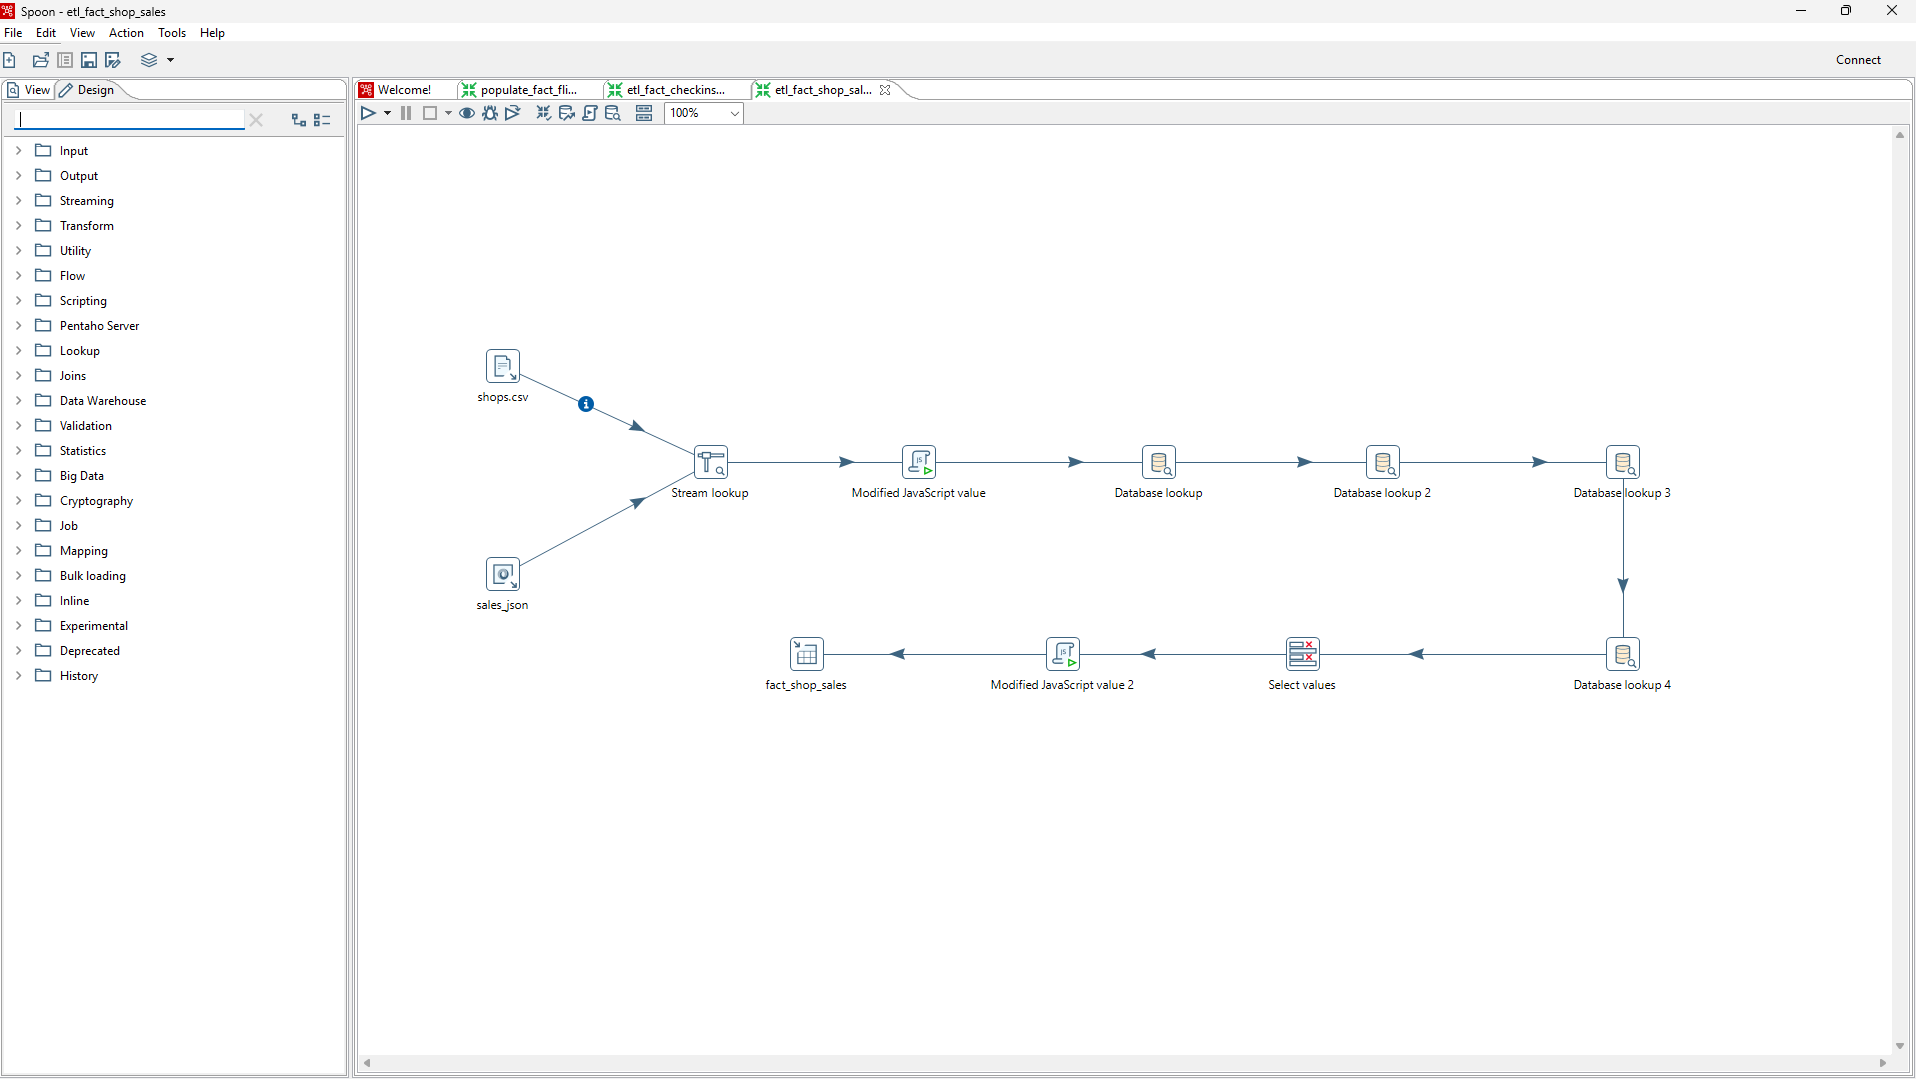 Spoon - etl_fact_shop_sales
File Edit View Action Tools Help
Connect
View Design
Welcome! populate_fact_fli... etl_fact_checkins... etl_fact_shop_sal...
100%
Input
Output
Streaming
Transform
Utility
Flow
Scripting
Pentaho Server
Lookup
Joins
Data Warehouse
Validation
Statistics
Big Data
Cryptography
Job
Mapping
Bulk loading
Inline
Experimental
Deprecated
History
shops.csv
Stream lookup Modified JavaScript value Database lookup Database lookup 2 Database lookup 3
sales_json
fact_shop_sales Modified JavaScript value 2 Select values Database lookup 4